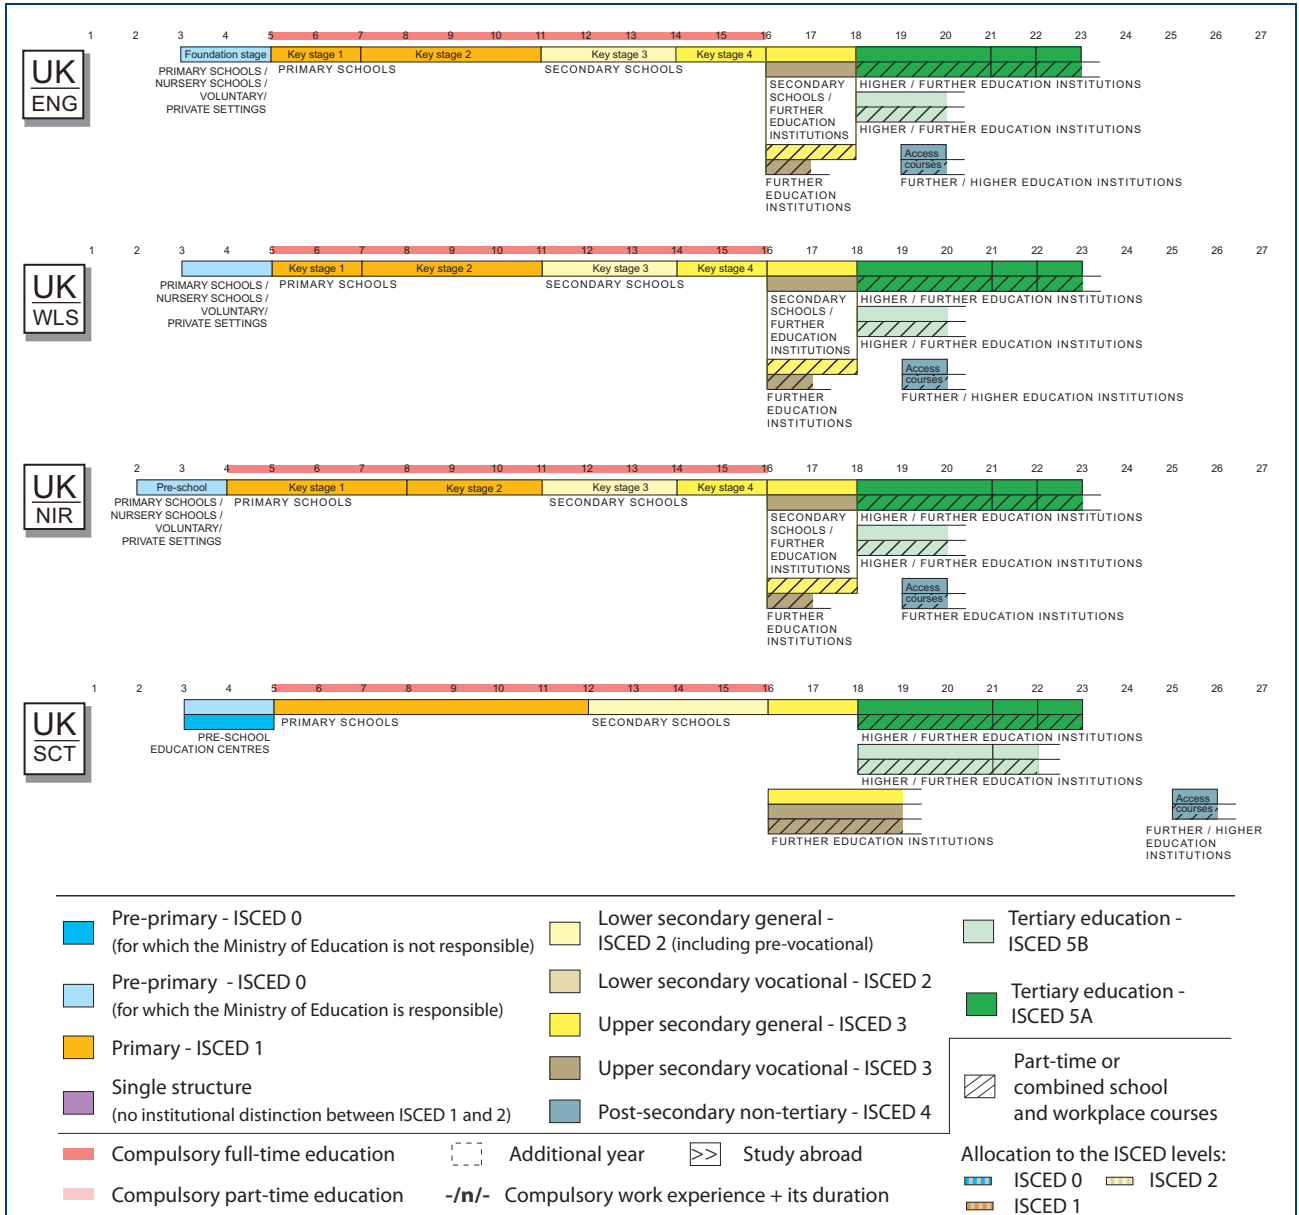 1 2 3 4 5 6 7 8 9 10 11 12 13 14 15 16 17 18 19 20 21 22 23 24 25 26 27
UK
ENG
Foundation stage Key stage 1 Key stage 2 Key stage 3 Key stage 4
PRIMARY SCHOOLS /
NURSERY SCHOOLS /
VOLUNTARY/
PRIVATE SETTINGS
PRIMARY SCHOOLS
SECONDARY SCHOOLS
SECONDARY
SCHOOLS /
FURTHER
EDUCATION
INSTITUTIONS
HIGHER / FURTHER EDUCATION INSTITUTIONS
HIGHER / FURTHER EDUCATION INSTITUTIONS
Access
courses
FURTHER
EDUCATION
INSTITUTIONS
FURTHER / HIGHER EDUCATION INSTITUTIONS
1 2 3 4 5 6 7 8 9 10 11 12 13 14 15 16 17 18 19 20 21 22 23 24 25 26 27
UK
WLS
Key stage 1 Key stage 2 Key stage 3 Key stage 4
PRIMARY SCHOOLS /
NURSERY SCHOOLS /
VOLUNTARY/
PRIVATE SETTINGS
PRIMARY SCHOOLS
SECONDARY SCHOOLS
SECONDARY
SCHOOLS /
FURTHER
EDUCATION
INSTITUTIONS
HIGHER / FURTHER EDUCATION INSTITUTIONS
HIGHER / FURTHER EDUCATION INSTITUTIONS
Access
courses
FURTHER
EDUCATION
INSTITUTIONS
FURTHER / HIGHER EDUCATION INSTITUTIONS
2 3 4 5 6 7 8 9 10 11 12 13 14 15 16 17 18 19 20 21 22 23 24 25 26 27
UK
NIR
Pre-school Key stage 1 Key stage 2 Key stage 3 Key stage 4
PRIMARY SCHOOLS /
NURSERY SCHOOLS /
VOLUNTARY/
PRIVATE SETTINGS
PRIMARY SCHOOLS
SECONDARY SCHOOLS
SECONDARY
SCHOOLS /
FURTHER
EDUCATION
INSTITUTIONS
HIGHER / FURTHER EDUCATION INSTITUTIONS
HIGHER / FURTHER EDUCATION INSTITUTIONS
Access
courses
FURTHER
EDUCATION
INSTITUTIONS
FURTHER EDUCATION INSTITUTIONS
1 2 3 4 5 6 7 8 9 10 11 12 13 14 15 16 17 18 19 20 21 22 23 24 25 26 27
UK
SCT
PRE-SCHOOL
EDUCATION CENTRES
PRIMARY SCHOOLS
SECONDARY SCHOOLS
HIGHER / FURTHER EDUCATION INSTITUTIONS
HIGHER / FURTHER EDUCATION INSTITUTIONS
FURTHER EDUCATION INSTITUTIONS
Access
courses
FURTHER / HIGHER
EDUCATION
INSTITUTIONS
Pre-primary - ISCED 0
(for which the Ministry of Education is not responsible)
Pre-primary - ISCED 0
(for which the Ministry of Education is responsible)
Primary - ISCED 1
Single structure
(no institutional distinction between ISCED 1 and 2)
Lower secondary general -
ISCED 2 (including pre-vocational)
Lower secondary vocational - ISCED 2
Upper secondary general - ISCED 3
Upper secondary vocational - ISCED 3
Post-secondary non-tertiary - ISCED 4
Tertiary education -
ISCED 5B
Tertiary education -
ISCED 5A
Part-time or
combined school
and workplace courses
Compulsory full-time education
Additional year
>> Study abroad
Compulsory part-time education
-/n/- Compulsory work experience + its duration
Allocation to the ISCED levels:
ISCED 0 ISCED 2
ISCED 1